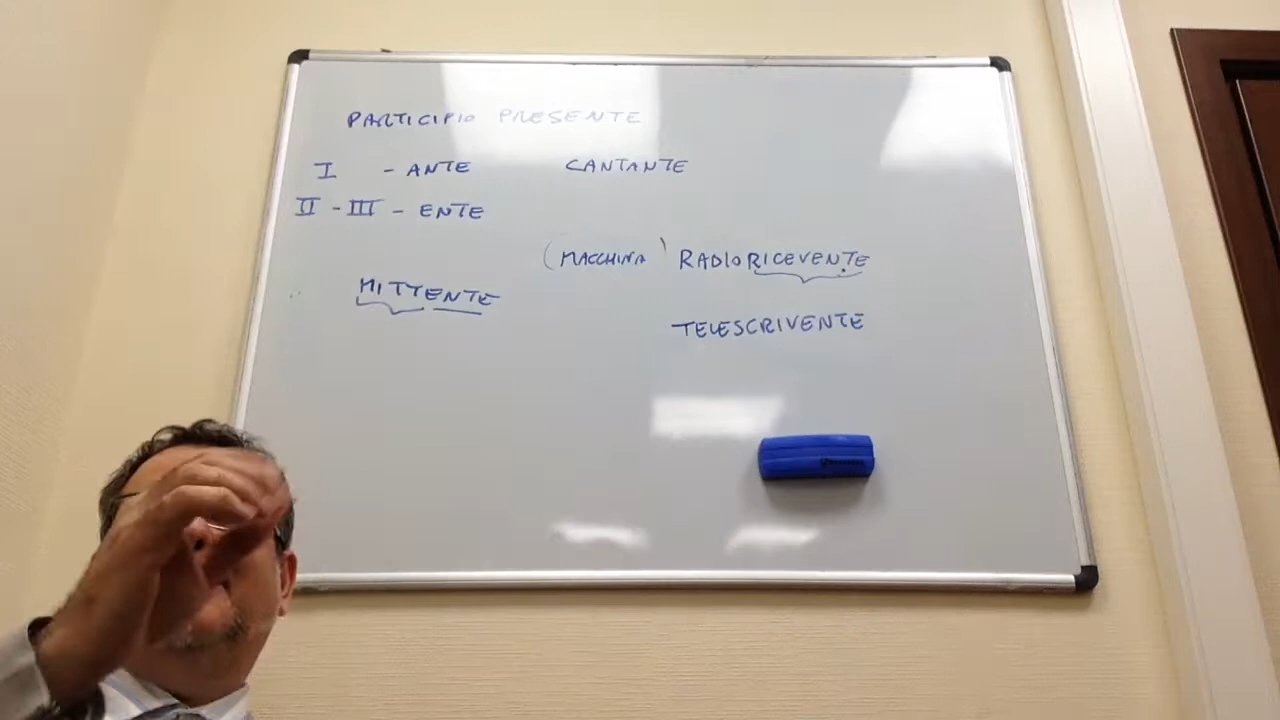 PARTICIPIO PRESENTE
I - ANTE CANTANTE
II - III - ENTE
(MACCHINA) RADIORICEVENTE
MITTENTE
TELESCRIVENTE